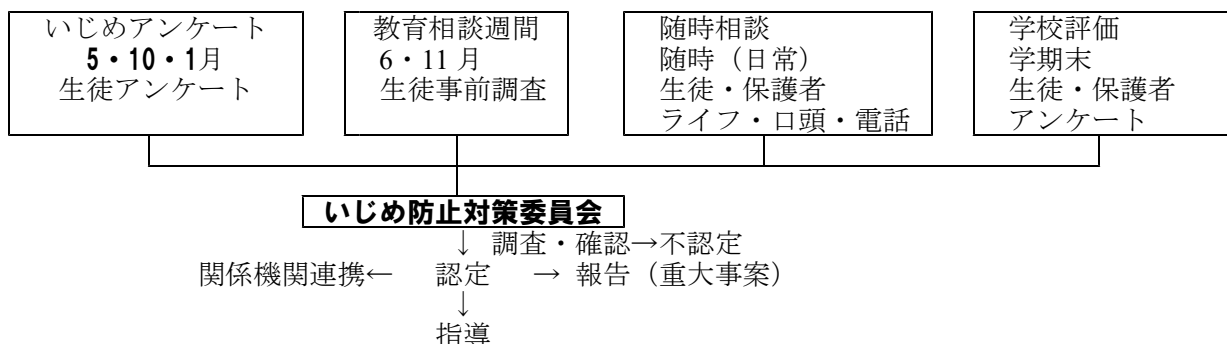 いじめアンケート
5・10・1月
生徒アンケート
教育相談週間
6・11月
生徒事前調査
随時相談
随時（日常）
生徒・保護者
ライフ・口頭・電話
学校評価
学期末
生徒・保護者
アンケート
いじめ防止対策委員会
↓ 調査・確認→不認定
関係機関連携← 認定 → 報告（重大事案）
↓
指導